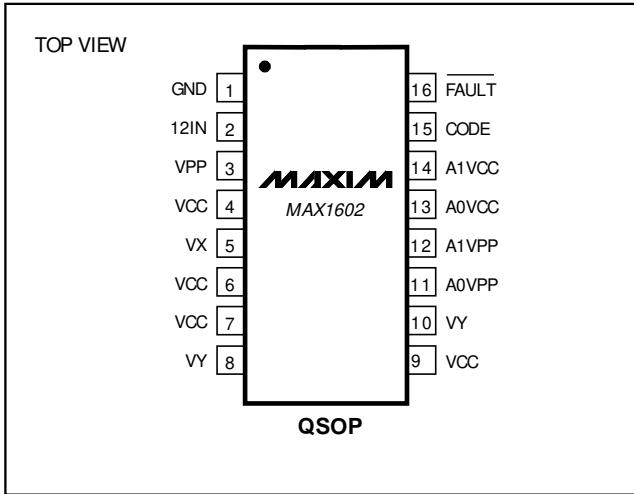 TOP VIEW
GND 1
12IN 2
VPP 3
VCC 4
VX 5
VCC 6
VCC 7
VY 8
MAXIM
MAX1602
16 FAULT
15 CODE
14 A1VCC
13 A0VCC
12 A1VPP
11 A0VPP
10 VY
9 VCC
QSOP